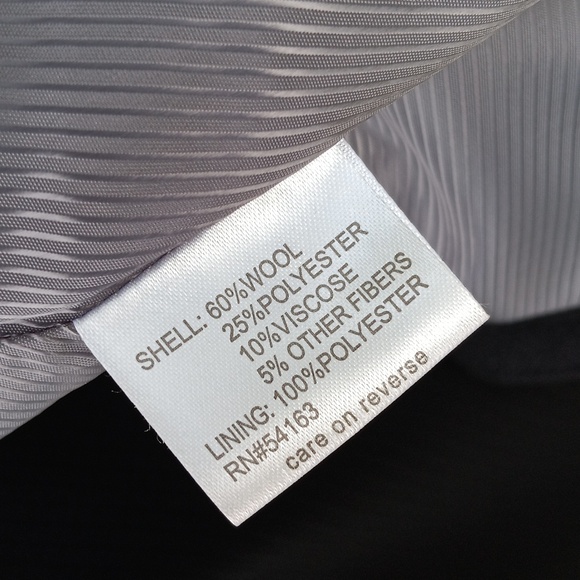 SHELL: 60%WOOL
25%POLYESTER
10%VISCOSE
5% OTHER FIBERS
LINING: 100%POLYESTER
RN#54163
care on reverse